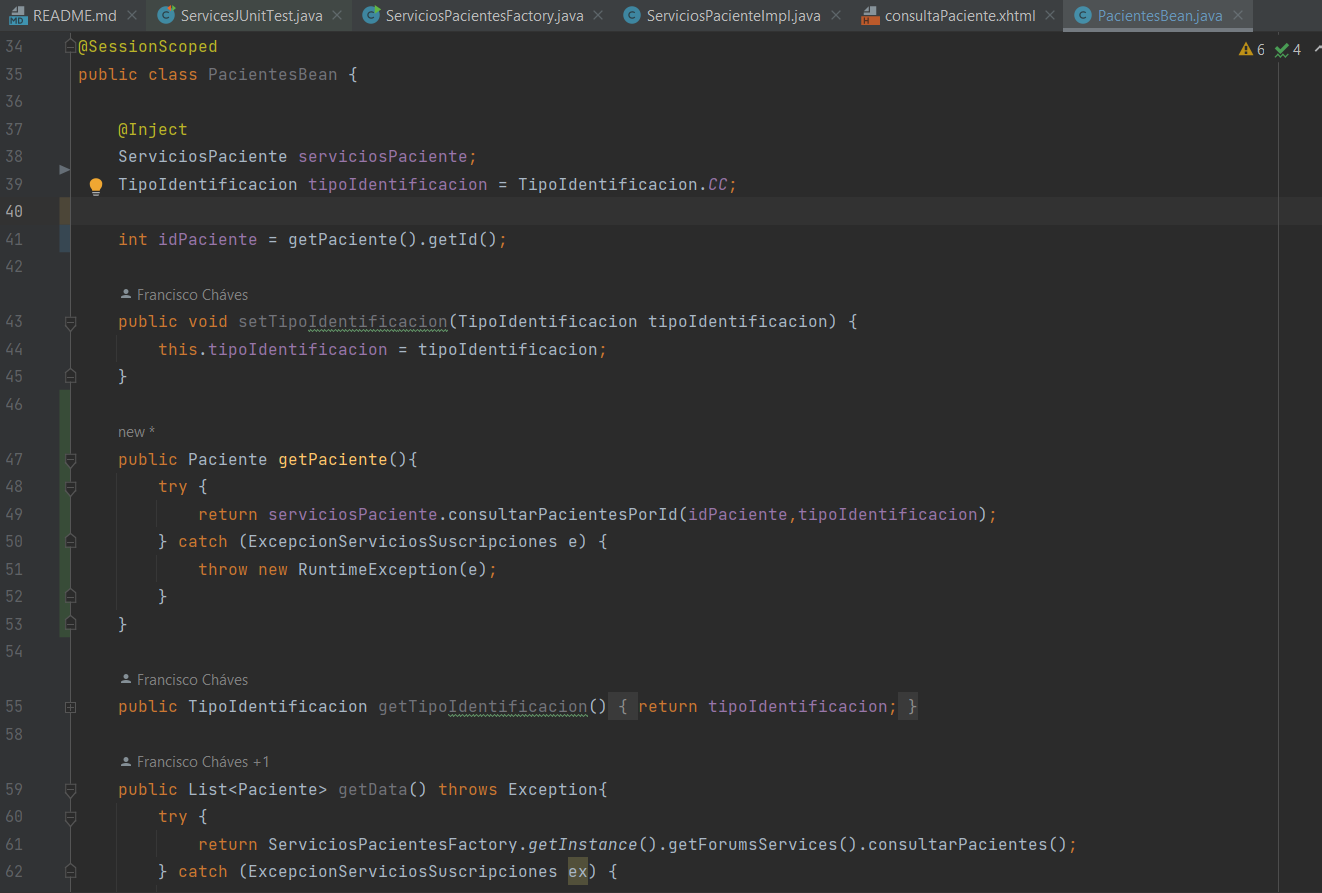 README.md ServicesJUnitTest.java ServiciosPacientesFactory.java ServiciosPacienteImpl.java consultaPaciente.xhtml PacientesBean.java
34 @SessionScoped 6 4
35 public class PacientesBean {
36
37 @Inject
38 ServiciosPaciente serviciosPaciente;
39 TipoIdentificacion tipoIdentificacion = TipoIdentificacion.CC;
40
41 int idPaciente = getPaciente().getId();
42
Francisco Cháves
43 public void setTipoIdentificacion(TipoIdentificacion tipoIdentificacion) {
44 this.tipoIdentificacion = tipoIdentificacion;
45 }
46
new *
47 public Paciente getPaciente(){
48 try {
49 return serviciosPaciente.consultarPacientesPorId(idPaciente,tipoIdentificacion);
50 } catch (ExcepcionServiciosSuscripciones e) {
51 throw new RuntimeException(e);
52 }
53 }
54
Francisco Cháves
55 public TipoIdentificacion getTipoIdentificacion() { return tipoIdentificacion; }
58
Francisco Cháves +1
59 public List<Paciente> getData() throws Exception{
60 try {
61 return ServiciosPacientesFactory.getInstance().getForumsServices().consultarPacientes();
62 } catch (ExcepcionServiciosSuscripciones ex) {